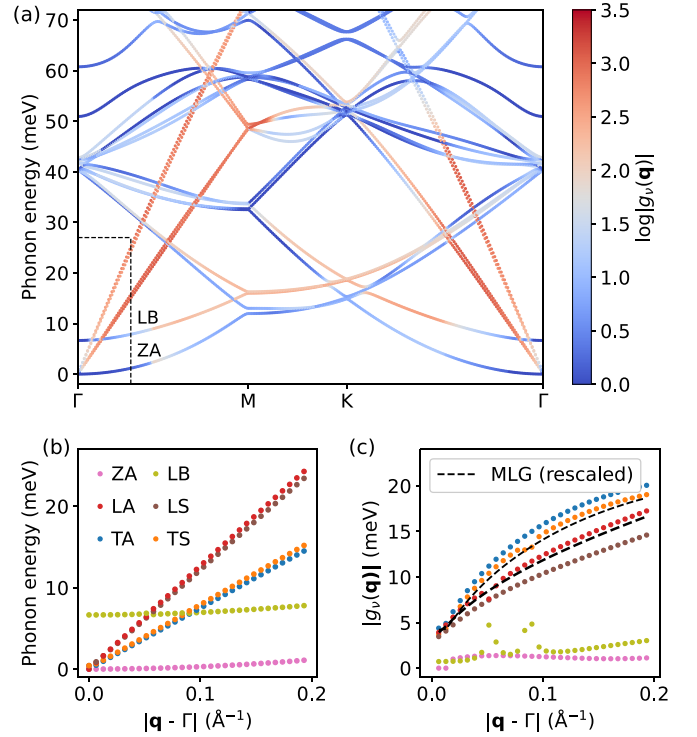 (a)
70
60
50
40
30
20
10
0
Phonon energy (meV)
LB
ZA
Γ M K Γ
3.5
3.0
2.5
2.0
1.5
1.0
0.5
0.0
log|gν(q)|
(b)
20
10
0
Phonon energy (meV)
ZA LB
LA LS
TA TS
0.0 0.1 0.2
|q - Γ| (Å⁻¹)
(c)
20
15
10
5
0
|gν(q)| (meV)
MLG (rescaled)
0.0 0.1 0.2
|q - Γ| (Å⁻¹)